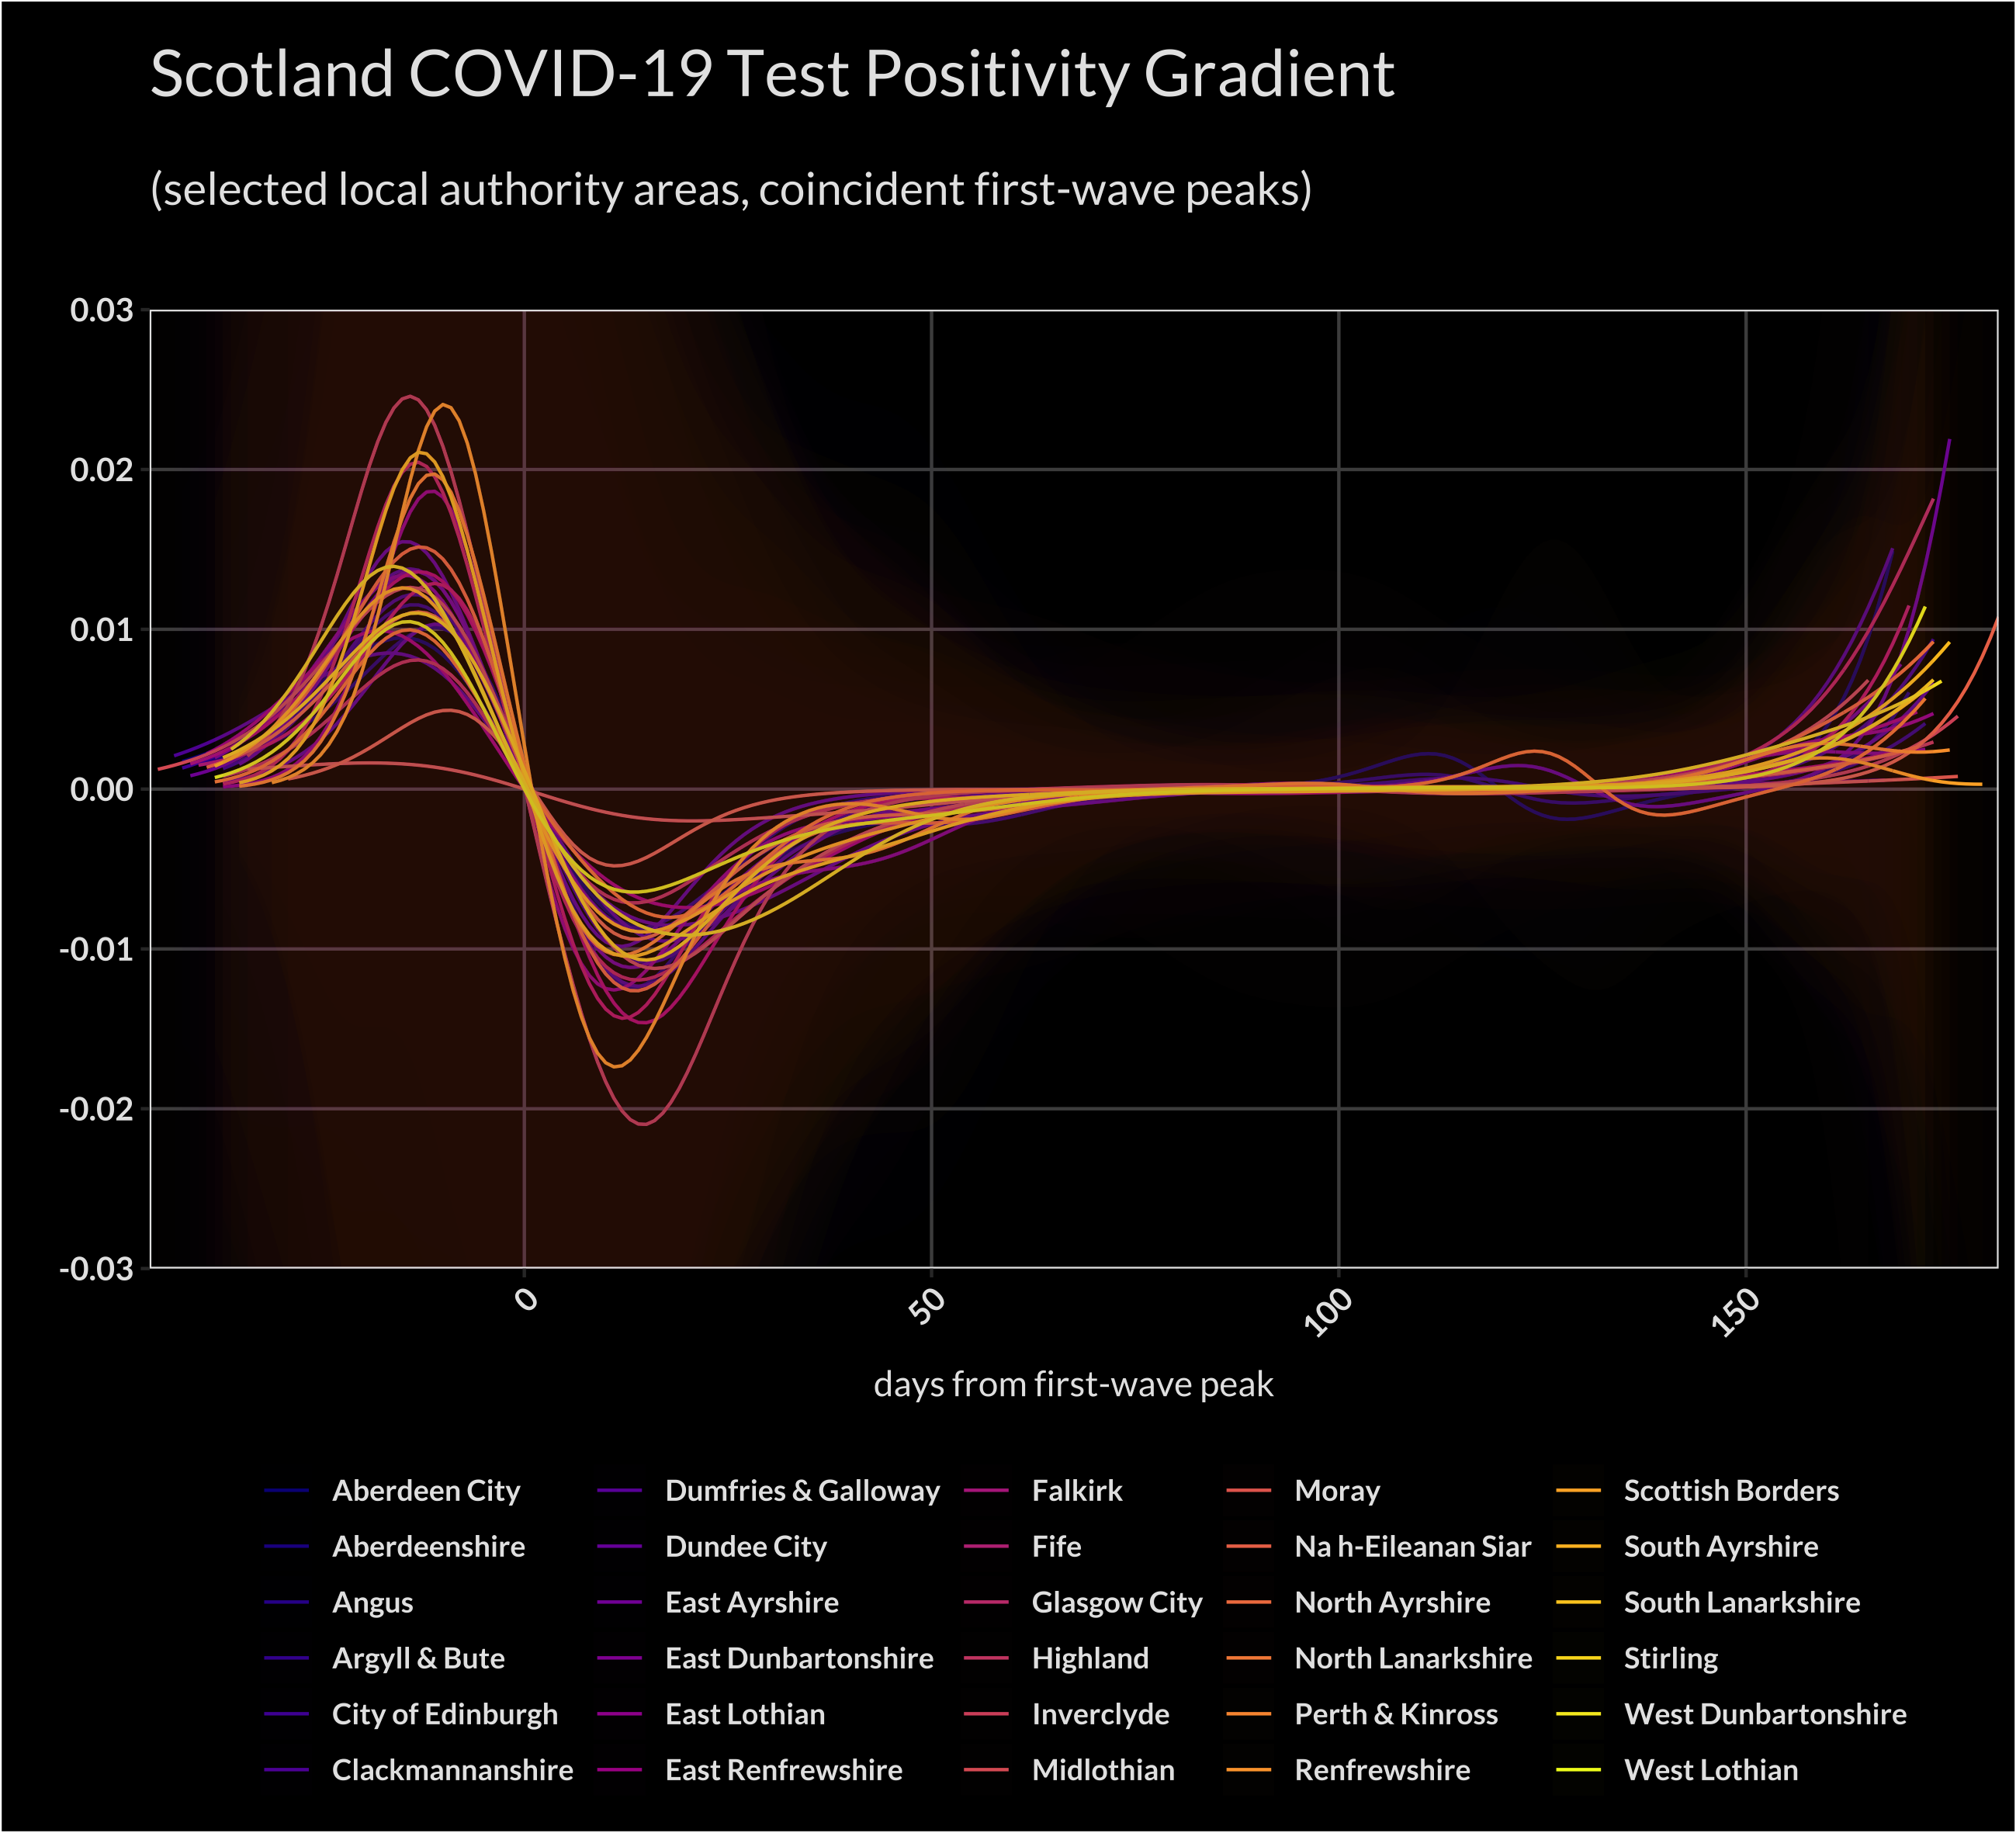 Scotland COVID-19 Test Positivity Gradient
(selected local authority areas, coincident first-wave peaks)
0.03
0.02
0.01
0.00
-0.01
-0.02
-0.03
0
50
100
150
days from first-wave peak
Aberdeen City
Aberdeenshire
Angus
Argyll & Bute
City of Edinburgh
Clackmannanshire
Dumfries & Galloway
Dundee City
East Ayrshire
East Dunbartonshire
East Lothian
East Renfrewshire
Falkirk
Fife
Glasgow City
Highland
Inverclyde
Midlothian
Moray
Na h-Eileanan Siar
North Ayrshire
North Lanarkshire
Perth & Kinross
Renfrewshire
Scottish Borders
South Ayrshire
South Lanarkshire
Stirling
West Dunbartonshire
West Lothian